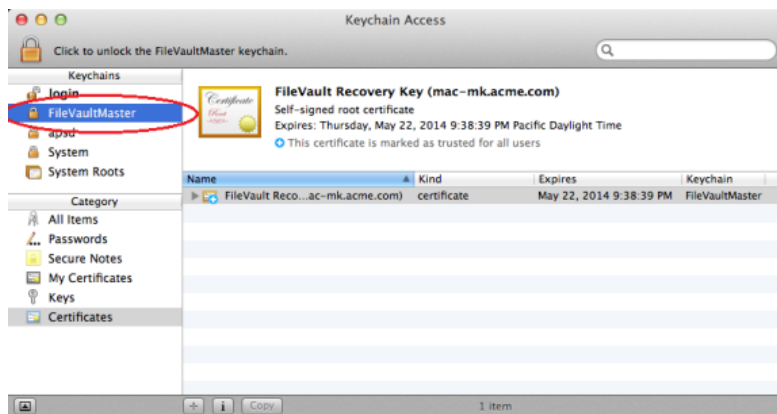 Keychain Access
Click to unlock the FileVaultMaster keychain.
Keychains
login
FileVaultMaster
apsd
System
System Roots
Category
All Items
Passwords
Secure Notes
My Certificates
Keys
Certificates
Certificate
Root
FileVault Recovery Key (mac-mk.acme.com)
Self-signed root certificate
Expires: Thursday, May 22, 2014 9:38:39 PM Pacific Daylight Time
This certificate is marked as trusted for all users
Name Kind Expires Keychain
FileVault Reco...ac-mk.acme.com) certificate May 22, 2014 9:38:39 PM FileVaultMaster
+ i Copy 1 item